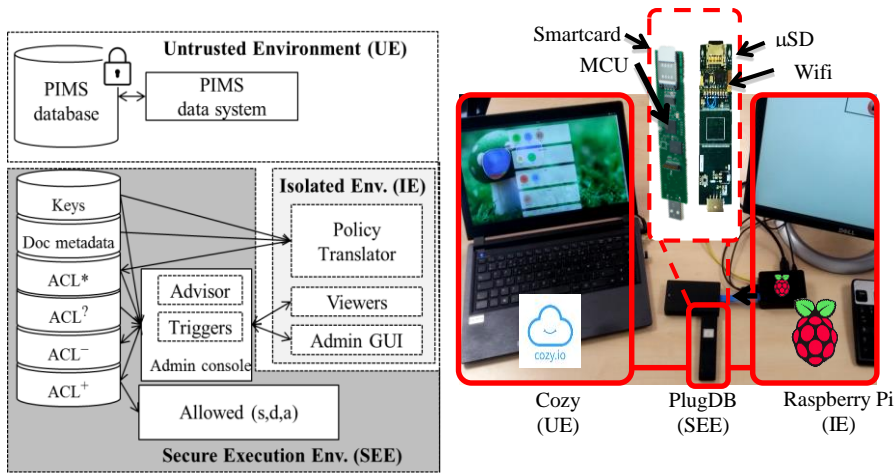 Untrusted Environment (UE)
PIMS
database
PIMS
data system
Keys
Doc metadata
ACL*
ACL?
ACL−
ACL+
Isolated Env. (IE)
Policy
Translator
Viewers
Admin GUI
Advisor
Triggers
Admin console
Allowed (s,d,a)
Secure Execution Env. (SEE)
Smartcard
MCU
μSD
Wifi
cozy.io
DELL
Cozy
(UE)
PlugDB
(SEE)
Raspberry Pi
(IE)